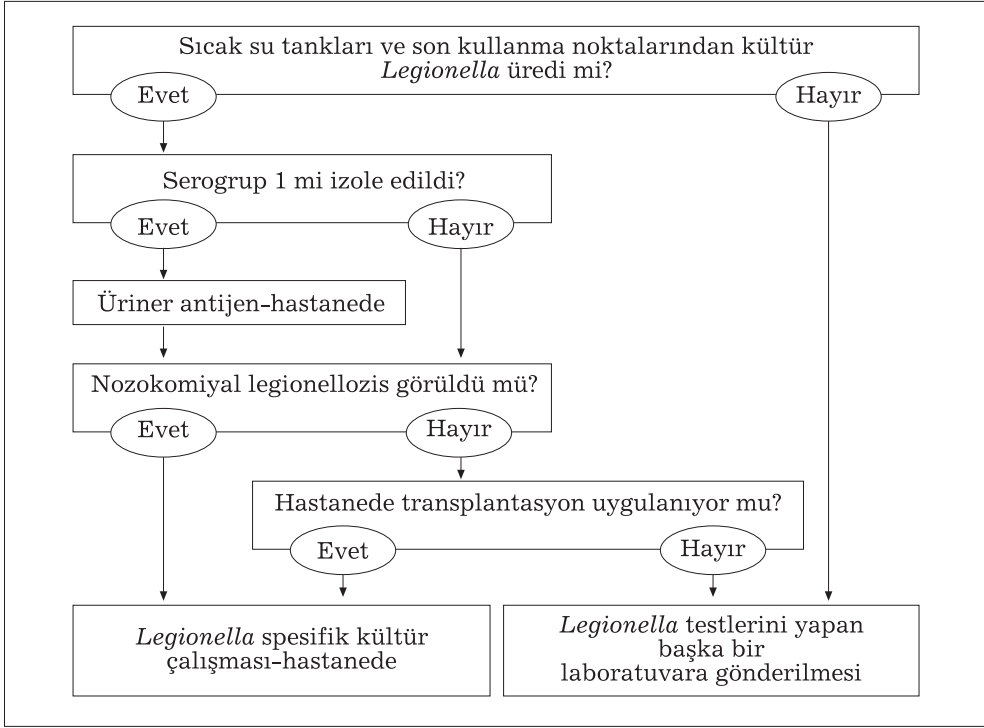 Sıcak su tankları ve son kullanma noktalarından kültür
Legionella üredi mi?
Evet
Hayır
Serogrup 1 mi izole edildi?
Evet
Hayır
Üriner antijen-hastanede
Nozokomiyal legionellozis görüldü mü?
Evet
Hayır
Hastanede transplantasyon uygulanıyor mu?
Evet
Hayır
Legionella spesifik kültür
çalışması-hastanede
Legionella testlerini yapan
başka bir
laboratuvara gönderilmesi